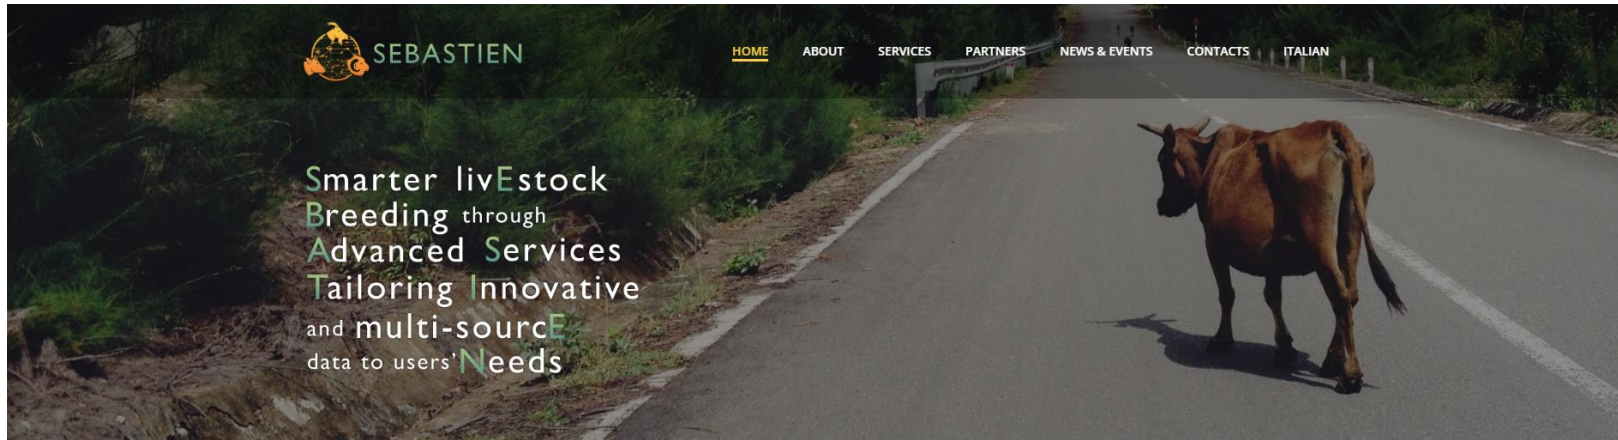 SEBASTIEN
HOME ABOUT SERVICES PARTNERS NEWS & EVENTS CONTACTS ITALIAN
Smarter livEstock
Breeding through
Advanced Services
Tailoring Innovative
and multi-sourcE
data to users' Needs